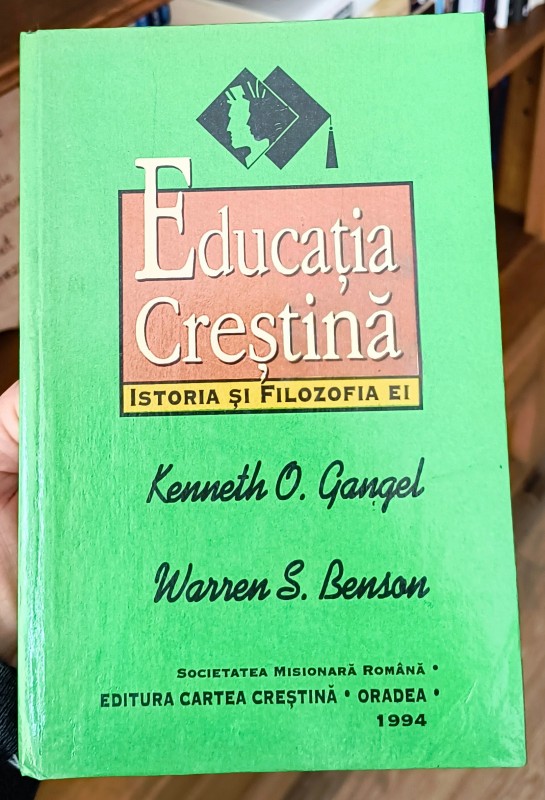 Educația
Creștină
ISTORIA ȘI FILOZOFIA EI
Kenneth O. Gangel
Warren S. Benson
SOCIETATEA MISIONARĂ ROMÂNĂ •
EDITURA CARTEA CREȘTINĂ • ORADEA •
1994